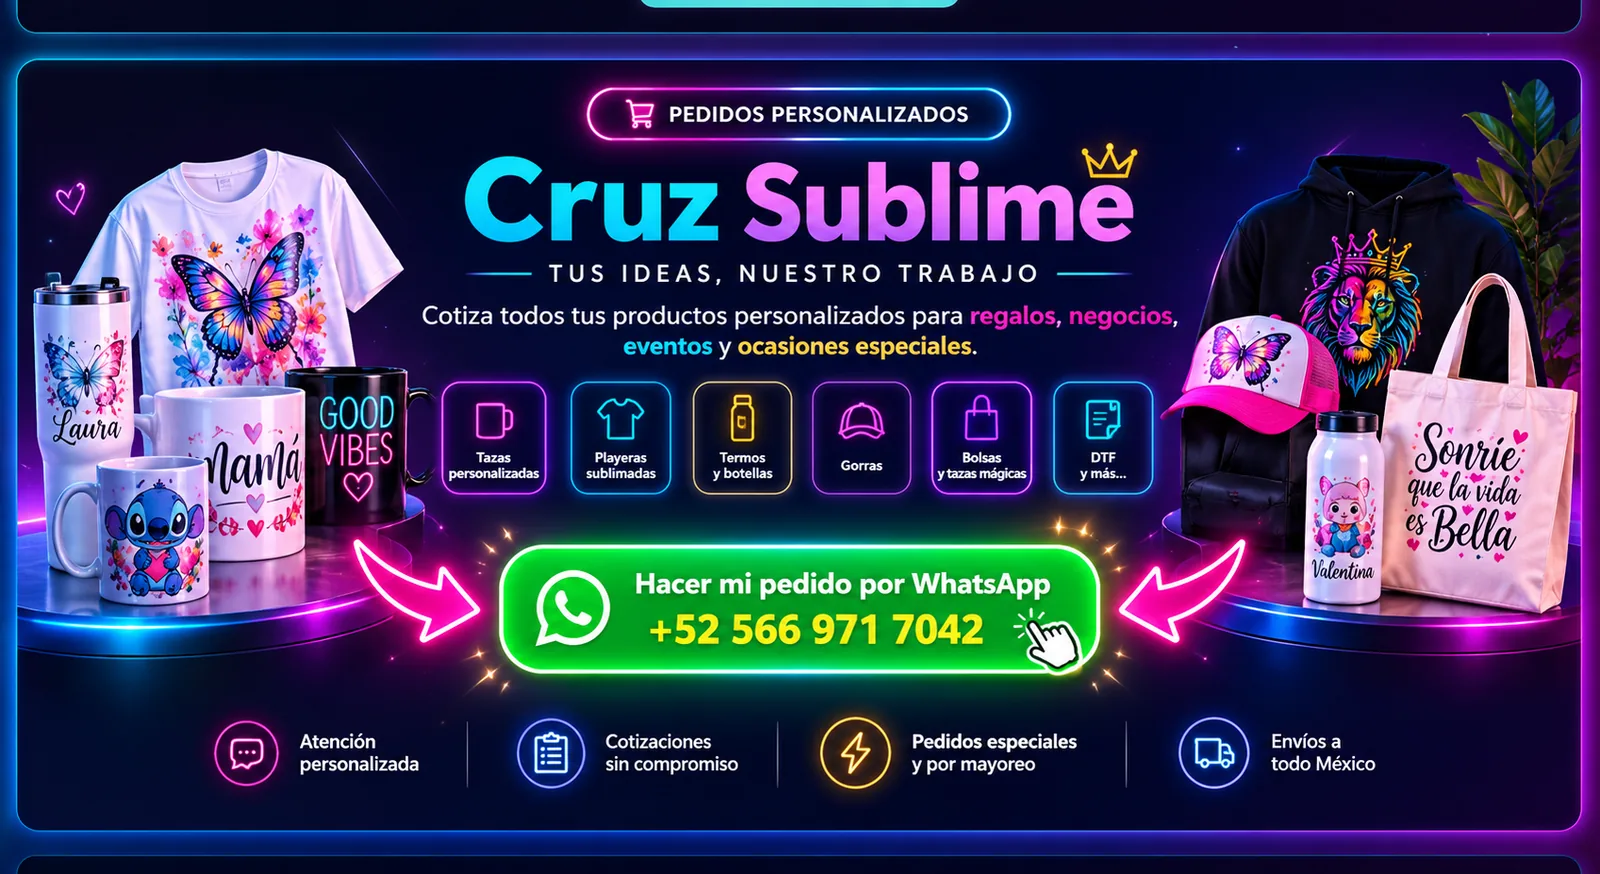 PEDIDOS PERSONALIZADOS
Cruz Sublime
TUS IDEAS, NUESTRO TRABAJO
Cotiza todos tus productos personalizados para regalos, negocios,
eventos y ocasiones especiales.
Laura
Mamá
GOOD
VIBES
Tazas
personalizadas
Playeras
sublimadas
Termos
y botellas
Gorras
Bolsas
y tazas mágicas
DTF
y más...
Sonríe
que la vida
es Bella
Valentina
Hacer mi pedido por WhatsApp
+52 566 971 7042
Atención
personalizada
Cotizaciones
sin compromiso
Pedidos especiales
y por mayoreo
Envíos a
todo México